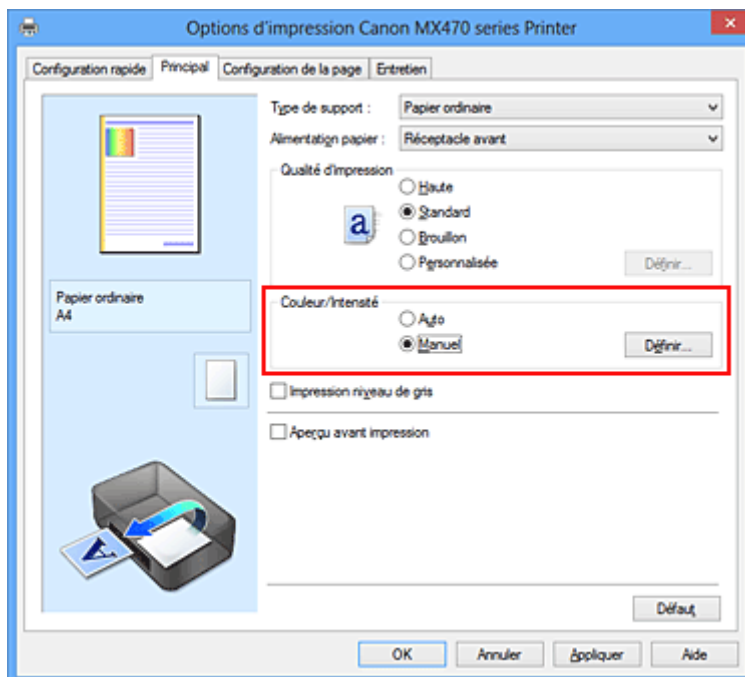 Options d'impression Canon MX470 series Printer
Configuration rapide Principal Configuration de la page Entretien
Type de support : Papier ordinaire
Alimentation papier : Réceptacle avant
Qualité d'impression
Haute
a Standard
Brouillon
Personnalisée Définir...
Papier ordinaire
A4
Couleur/Intensité
Auto
Manuel Définir...
Impression niveau de gris
Aperçu avant impression
A
Défaut
OK Annuler Appliquer Aide